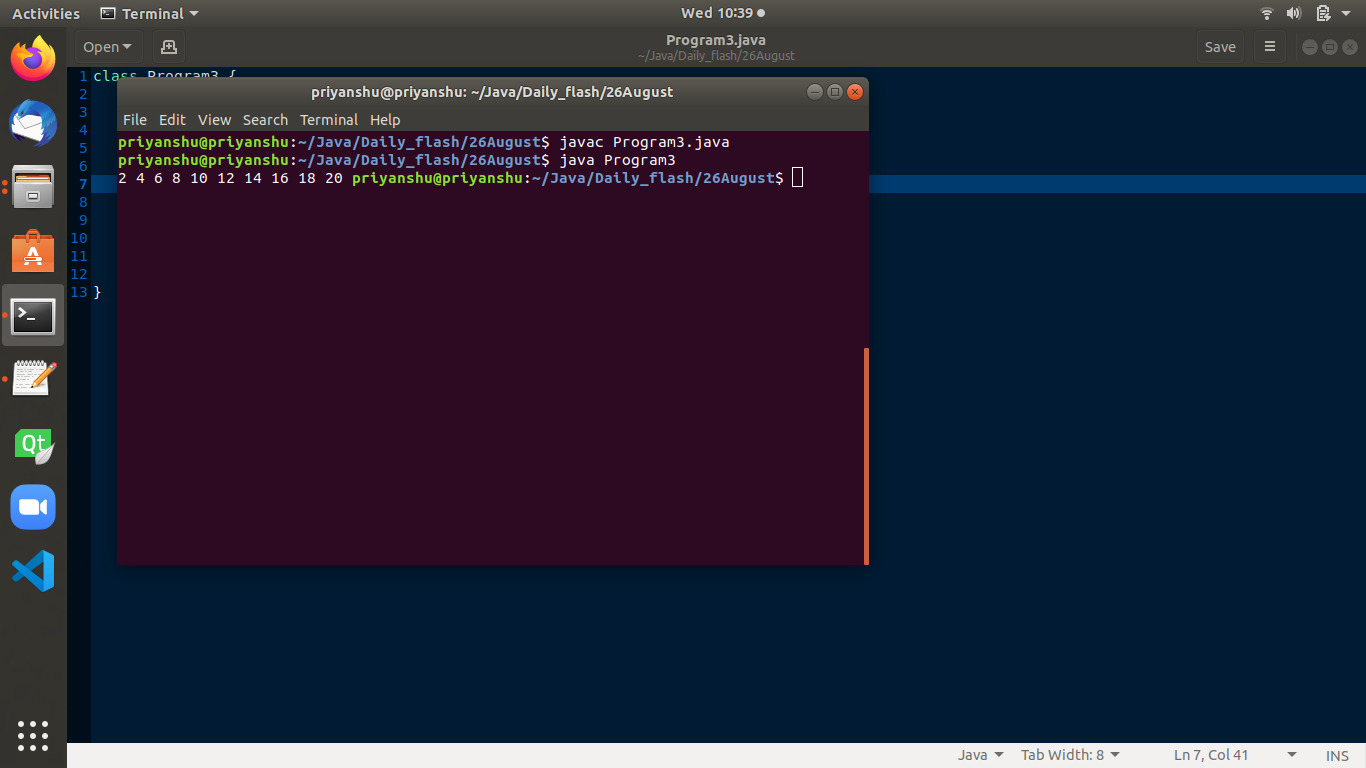 Activities Terminal Wed 10:39
Open Program3.java Save
~/Java/Daily_flash/26August
1 class Program3 {
2
3
4
5
6
7
8
9
10
11
12
13 }
priyanshu@priyanshu: ~/Java/Daily_flash/26August
File Edit View Search Terminal Help
priyanshu@priyanshu:~/Java/Daily_flash/26August$ javac Program3.java
priyanshu@priyanshu:~/Java/Daily_flash/26August$ java Program3
2 4 6 8 10 12 14 16 18 20 priyanshu@priyanshu:~/Java/Daily_flash/26August$
A
>_
Qt
Java Tab Width: 8 Ln 7, Col 41 INS